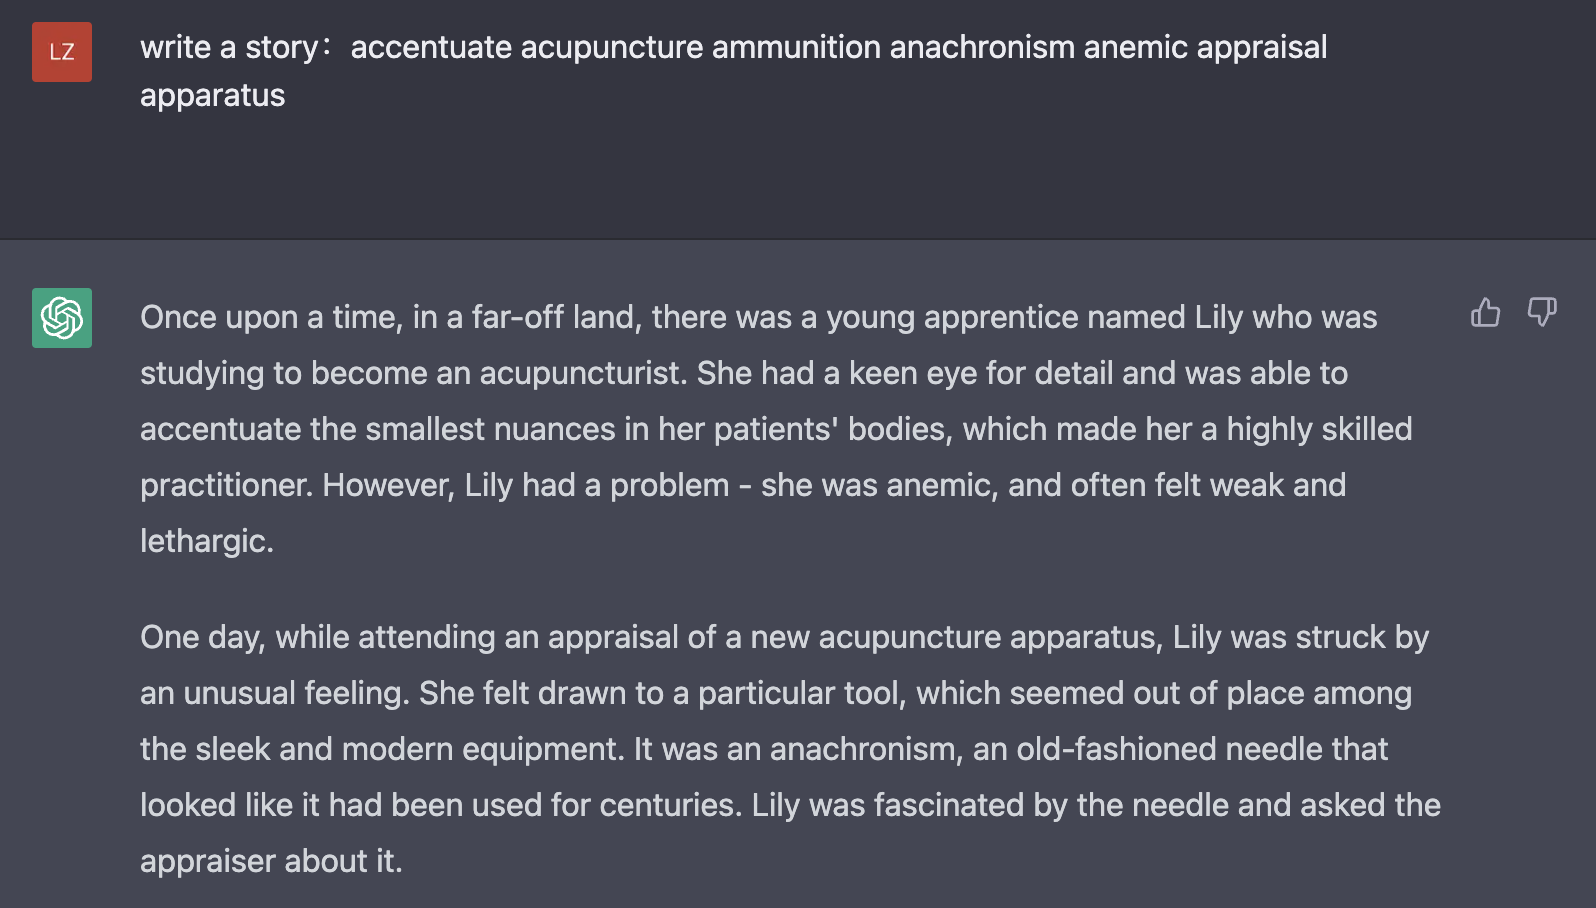 LZ
write a story：accentuate acupuncture ammunition anachronism anemic appraisal
apparatus
Once upon a time, in a far-off land, there was a young apprentice named Lily who was
studying to become an acupuncturist. She had a keen eye for detail and was able to
accentuate the smallest nuances in her patients' bodies, which made her a highly skilled
practitioner. However, Lily had a problem - she was anemic, and often felt weak and
lethargic.
One day, while attending an appraisal of a new acupuncture apparatus, Lily was struck by
an unusual feeling. She felt drawn to a particular tool, which seemed out of place among
the sleek and modern equipment. It was an anachronism, an old-fashioned needle that
looked like it had been used for centuries. Lily was fascinated by the needle and asked the
appraiser about it.